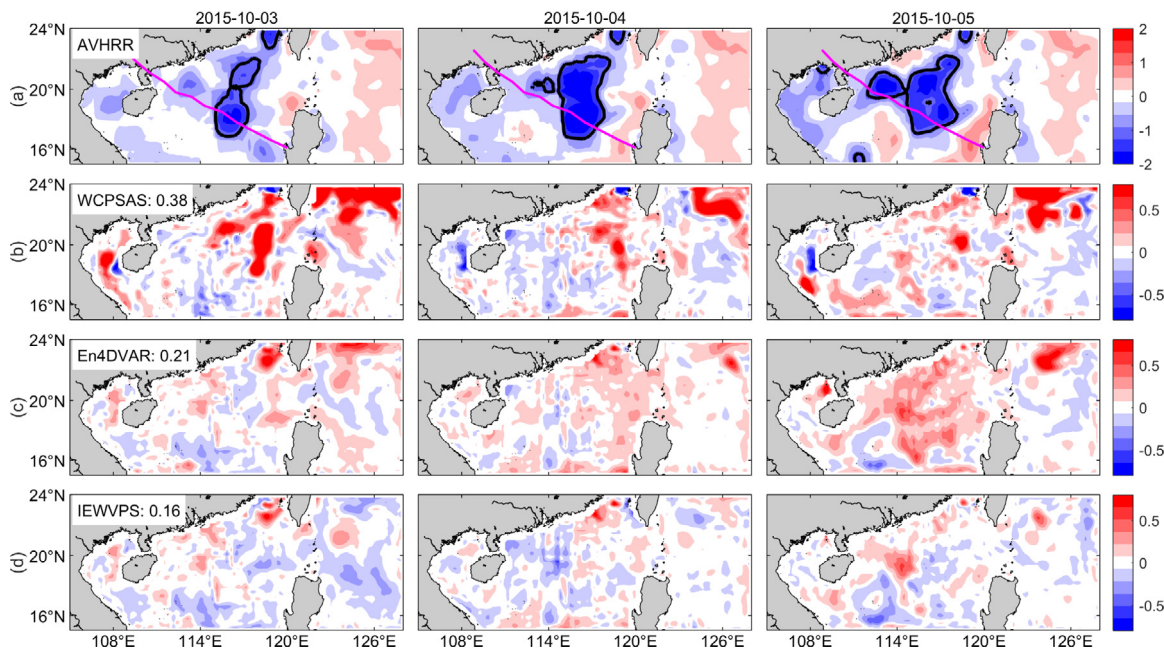 2015-10-03 2015-10-04 2015-10-05
24°N AVHRR 2
(a) 1
20°N 0
-1
16°N -2
24°N WCPSAS: 0.38
0.5
(b) 20°N 0
-0.5
16°N
24°N En4DVAR: 0.21
0.5
(c) 20°N 0
-0.5
16°N
24°N IEWVPS: 0.16
0.5
(d) 20°N 0
-0.5
16°N
108°E 114°E 120°E 126°E 108°E 114°E 120°E 126°E 108°E 114°E 120°E 126°E